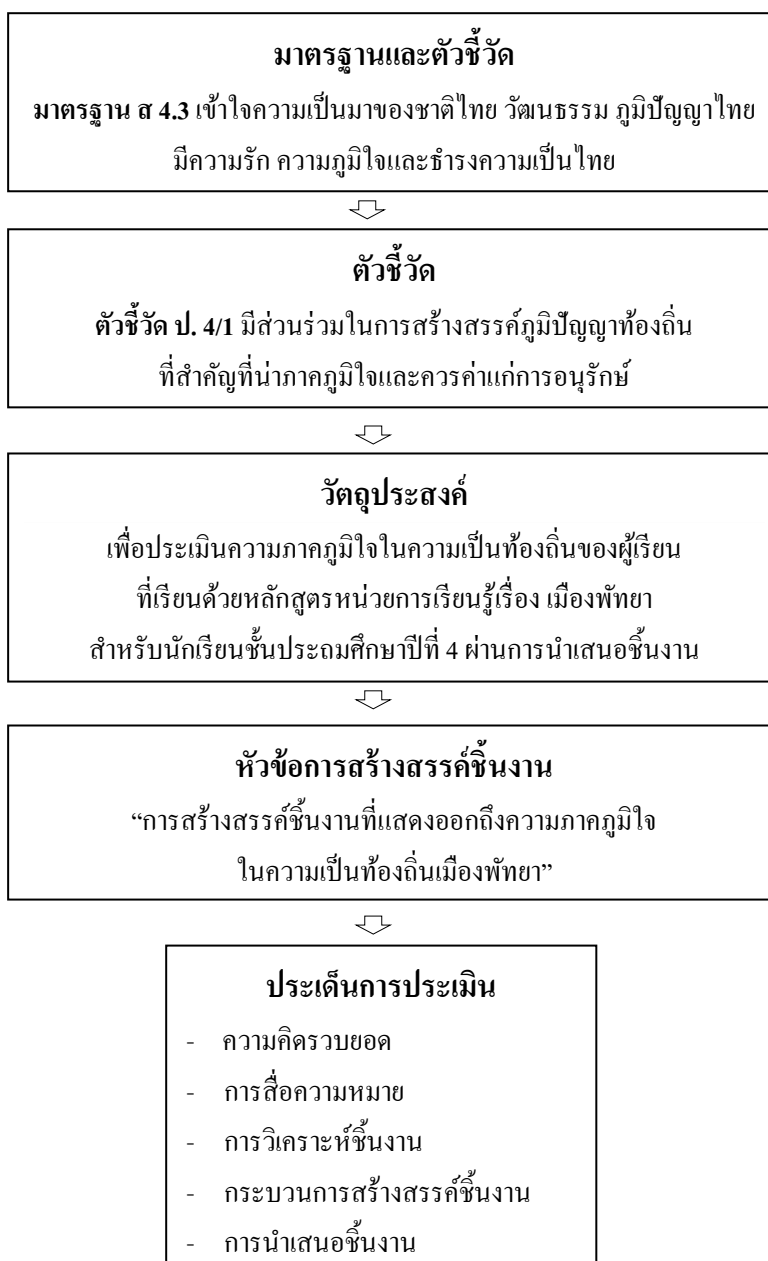 มาตรฐานและตัวชี้วัด
มาตรฐาน ส 4.3 เข้าใจความเป็นมาของชาติไทย วัฒนธรรม ภูมิปัญญาไทย
มีความรัก ความภูมิใจและธำรงความเป็นไทย
ตัวชี้วัด
ตัวชี้วัด ป. 4/1 มีส่วนร่วมในการสร้างสรรค์ภูมิปัญญาท้องถิ่น
ที่สำคัญที่น่าภาคภูมิใจและควรค่าแก่การอนุรักษ์
วัตถุประสงค์
เพื่อประเมินความภาคภูมิใจในความเป็นท้องถิ่นของผู้เรียน
ที่เรียนด้วยหลักสูตรหน่วยการเรียนรู้เรื่อง เมืองพัทยา
สำหรับนักเรียนชั้นประถมศึกษาปีที่ 4 ผ่านการนำเสนอชิ้นงาน
หัวข้อการสร้างสรรค์ชิ้นงาน
“การสร้างสรรค์ชิ้นงานที่แสดงออกถึงความภาคภูมิใจ
ในความเป็นท้องถิ่นเมืองพัทยา”
ประเด็นการประเมิน
- ความคิดรวบยอด
- การสื่อความหมาย
- การวิเคราะห์ชิ้นงาน
- กระบวนการสร้างสรรค์ชิ้นงาน
- การนำเสนอชิ้นงาน